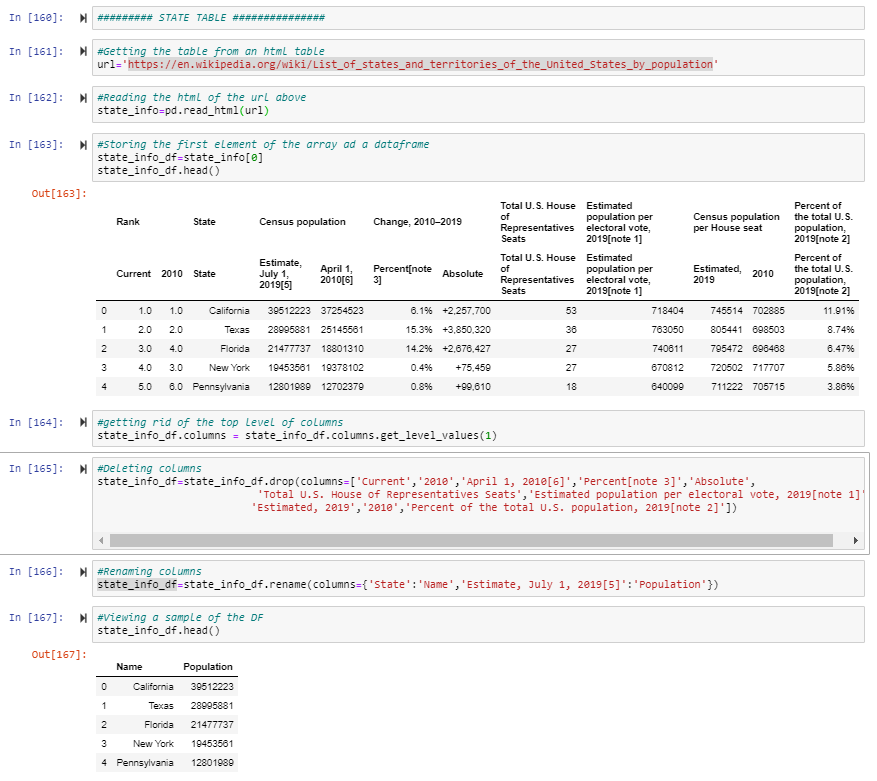 In [160]: ######### STATE TABLE ###############
In [161]: #Getting the table from an html table
url='https://en.wikipedia.org/wiki/List_of_states_and_territories_of_the_United_States_by_population'
In [162]: #Reading the html of the url above
state_info=pd.read_html(url)
In [163]: #Storing the first element of the array ad a dataframe
state_info_df=state_info[0]
state_info_df.head()
Out[163]:
Rank State Census population Change, 2010–2019 Total U.S. House of Representatives Seats Estimated population per electoral vote, 2019[note 1] Census population per House seat Percent of the total U.S. population, 2019[note 2]
Current 2010 State Estimate, July 1, 2019[5] April 1, 2010[6] Percent[note 3] Absolute Total U.S. House of Representatives Seats Estimated population per electoral vote, 2019[note 1] Estimated, 2019 2010 Percent of the total U.S. population, 2019[note 2]
0 1.0 1.0 California 39512223 37254523 6.1% +2,257,700 53 718404 745514 702885 11.91%
1 2.0 2.0 Texas 28995881 25145561 15.3% +3,850,320 36 763050 805441 698503 8.74%
2 3.0 4.0 Florida 21477737 18801310 14.2% +2,676,427 27 740611 795472 696468 6.47%
3 4.0 3.0 New York 19453561 19378102 0.4% +75,459 27 670812 720502 717707 5.86%
4 5.0 6.0 Pennsylvania 12801989 12702379 0.8% +99,610 18 640099 711222 705715 3.86%
In [164]: #getting rid of the top level of columns
state_info_df.columns = state_info_df.columns.get_level_values(1)
In [165]: #Deleting columns
state_info_df=state_info_df.drop(columns=['Current','2010','April 1, 2010[6]','Percent[note 3]','Absolute',
'Total U.S. House of Representatives Seats','Estimated population per electoral vote, 2019[note 1]'
'Estimated, 2019','2010','Percent of the total U.S. population, 2019[note 2]'])
In [166]: #Renaming columns
state_info_df=state_info_df.rename(columns={'State':'Name','Estimate, July 1, 2019[5]':'Population'})
In [167]: #Viewing a sample of the DF
state_info_df.head()
Out[167]:
Name Population
0 California 39512223
1 Texas 28995881
2 Florida 21477737
3 New York 19453561
4 Pennsylvania 12801989